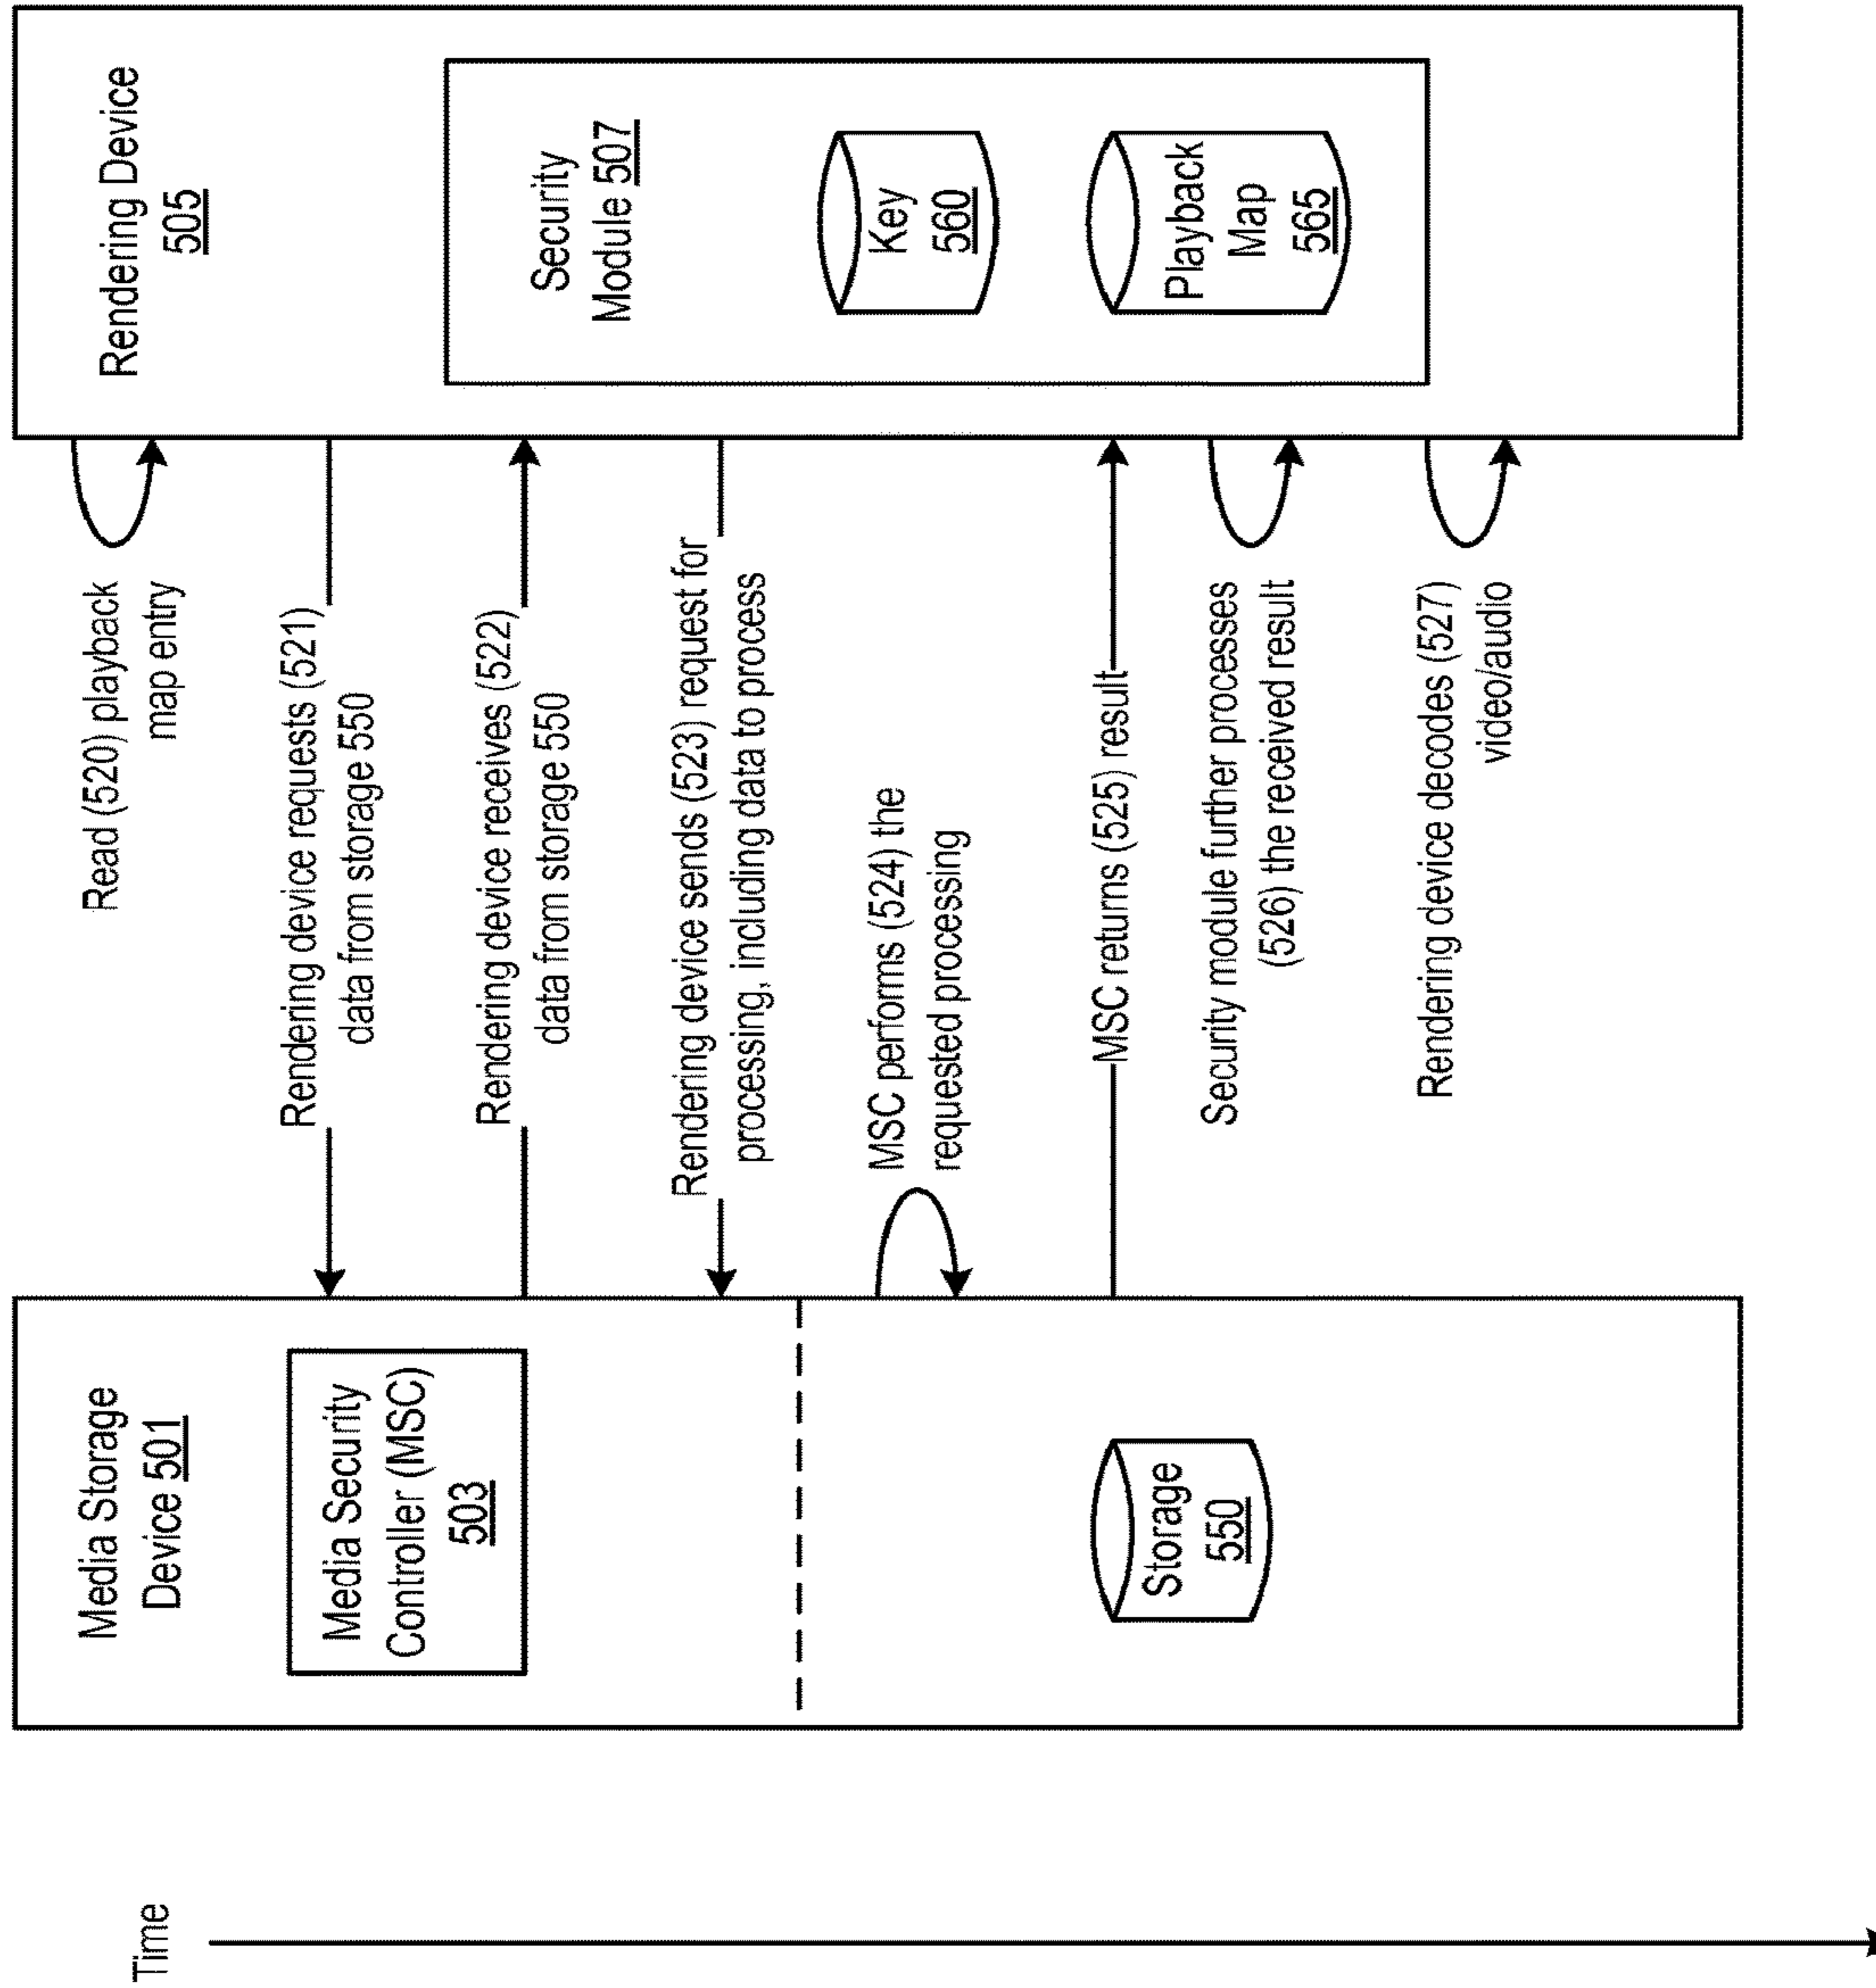 Time
Media Storage
Device 501
Media Security
Controller (MSC)
503
Storage
550
Read (520) playback
map entry
Rendering device requests (521)
data from storage 550
Rendering device receives (522)
data from storage 550
Rendering device sends (523) request for
processing, including data to process
MSC performs (524) the
requested processing
MSC returns (525) result
Security module further processes
(526) the received result
Rendering device decodes (527)
video/audio
Rendering Device
505
Security
Module 507
Key
560
Playback
Map
565